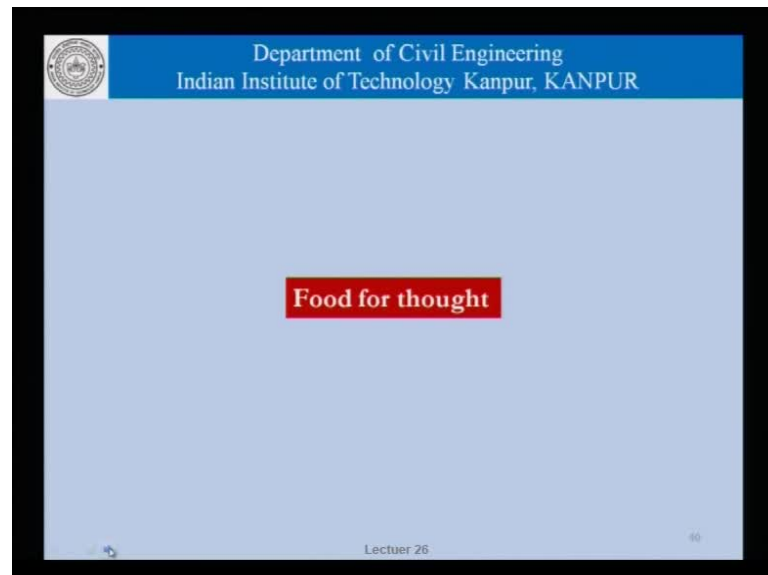 Department of Civil Engineering
Indian Institute of Technology Kanpur, KANPUR
Food for thought
40
Lectuer 26